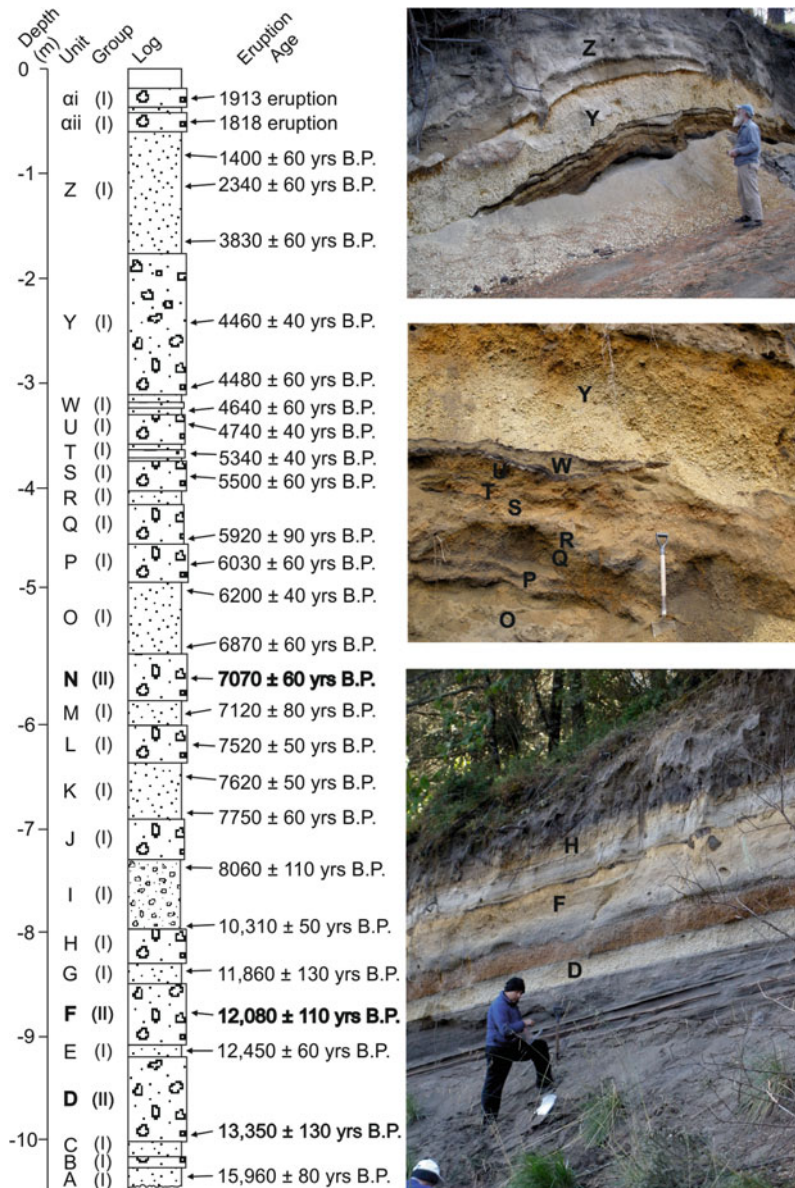 Depth (m) Unit Group Log Eruption Age
0
αi (I) 1913 eruption
αii (I) 1818 eruption
1400 ± 60 yrs B.P.
-1
Z (I) 2340 ± 60 yrs B.P.
3830 ± 60 yrs B.P.
-2
Y (I) 4460 ± 40 yrs B.P.
-3
4480 ± 60 yrs B.P.
W (I) 4640 ± 60 yrs B.P.
U (I) 4740 ± 40 yrs B.P.
T (I) 5340 ± 40 yrs B.P.
S (I) 5500 ± 60 yrs B.P.
-4
R (I)
Q (I) 5920 ± 90 yrs B.P.
P (I) 6030 ± 60 yrs B.P.
-5
6200 ± 40 yrs B.P.
O (I)
6870 ± 60 yrs B.P.
N (II) 7070 ± 60 yrs B.P.
M (I) 7120 ± 80 yrs B.P.
-6
L (I) 7520 ± 50 yrs B.P.
7620 ± 50 yrs B.P.
K (I)
7750 ± 60 yrs B.P.
-7
J (I)
8060 ± 110 yrs B.P.
I (I)
10,310 ± 50 yrs B.P.
-8
H (I)
G (I) 11,860 ± 130 yrs B.P.
F (II) 12,080 ± 110 yrs B.P.
-9
E (I) 12,450 ± 60 yrs B.P.
D (II)
13,350 ± 130 yrs B.P.
-10
C (I)
B (I)
A (I) 15,960 ± 80 yrs B.P.
Z
Y
Y
W
U
T
S
R
Q
P
O
H
F
D